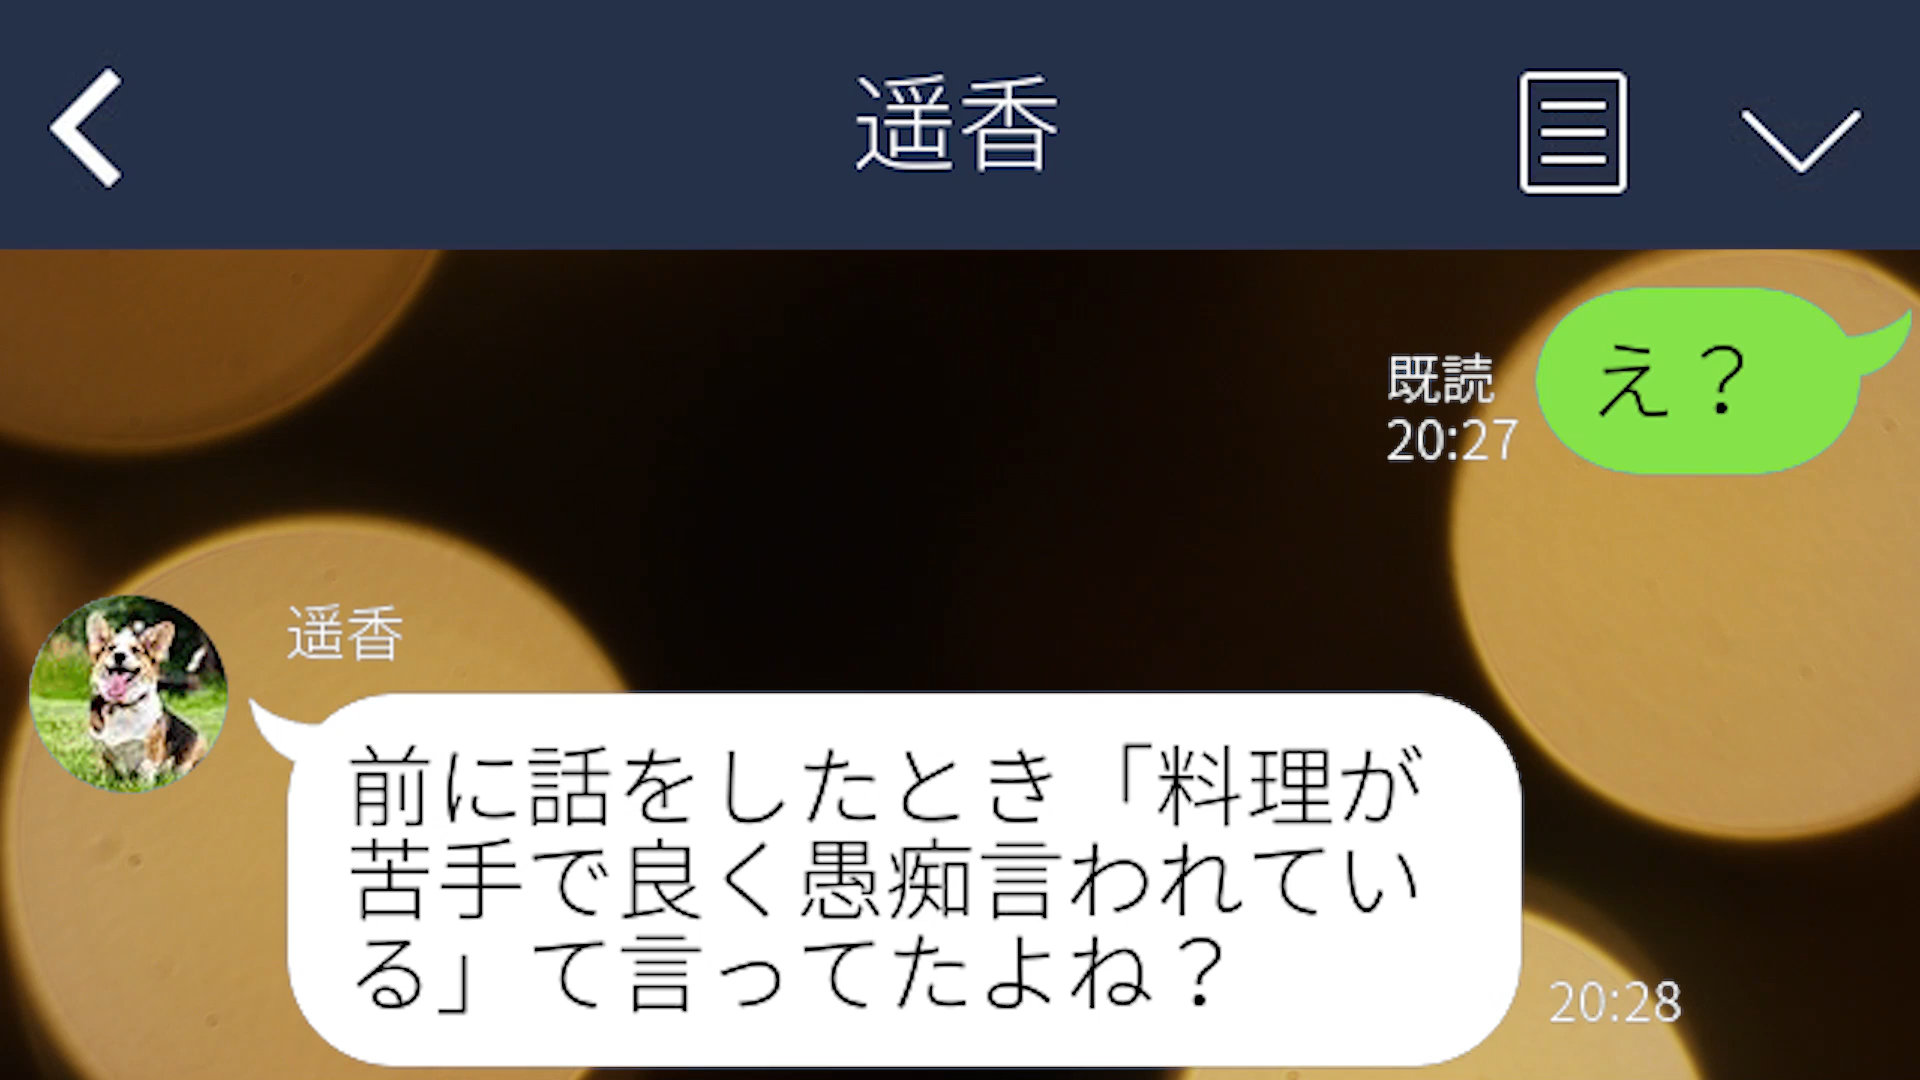 遥香
え？
既読
20:27
遥香
前に話をしたとき「料理が
苦手で良く愚痴言われてい
る」て言ってたよね？
20:28